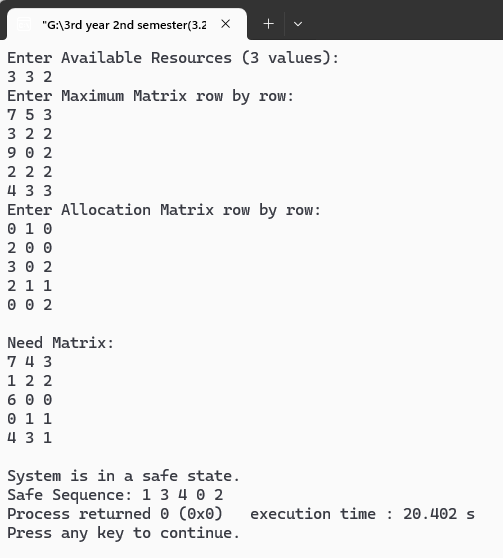 "G:\3rd year 2nd semester(3.2
Enter Available Resources (3 values):
3 3 2
Enter Maximum Matrix row by row:
7 5 3
3 2 2
9 0 2
2 2 2
4 3 3
Enter Allocation Matrix row by row:
0 1 0
2 0 0
3 0 2
2 1 1
0 0 2
Need Matrix:
7 4 3
1 2 2
6 0 0
0 1 1
4 3 1
System is in a safe state.
Safe Sequence: 1 3 4 0 2
Process returned 0 (0x0)   execution time : 20.402 s
Press any key to continue.